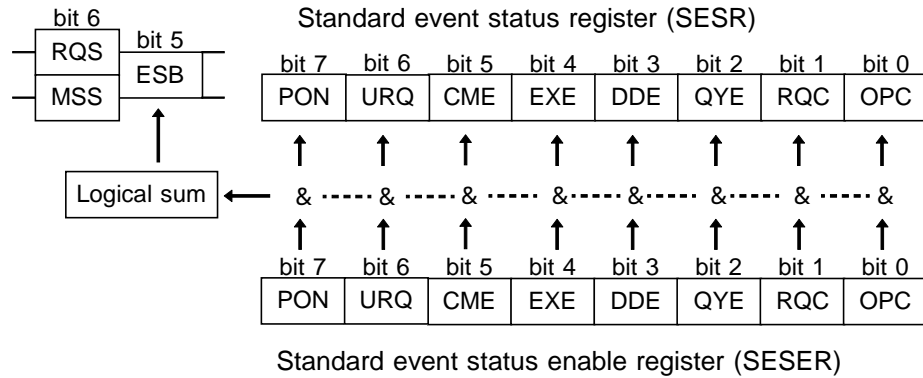 Standard event status register (SESR)
bit 6
bit 5
RQS
ESB
MSS
bit 7 bit 6 bit 5 bit 4 bit 3 bit 2 bit 1 bit 0
PON URQ CME EXE DDE QYE RQC OPC
Logical sum
& & & & & & & &
bit 7 bit 6 bit 5 bit 4 bit 3 bit 2 bit 1 bit 0
PON URQ CME EXE DDE QYE RQC OPC
Standard event status enable register (SESER)